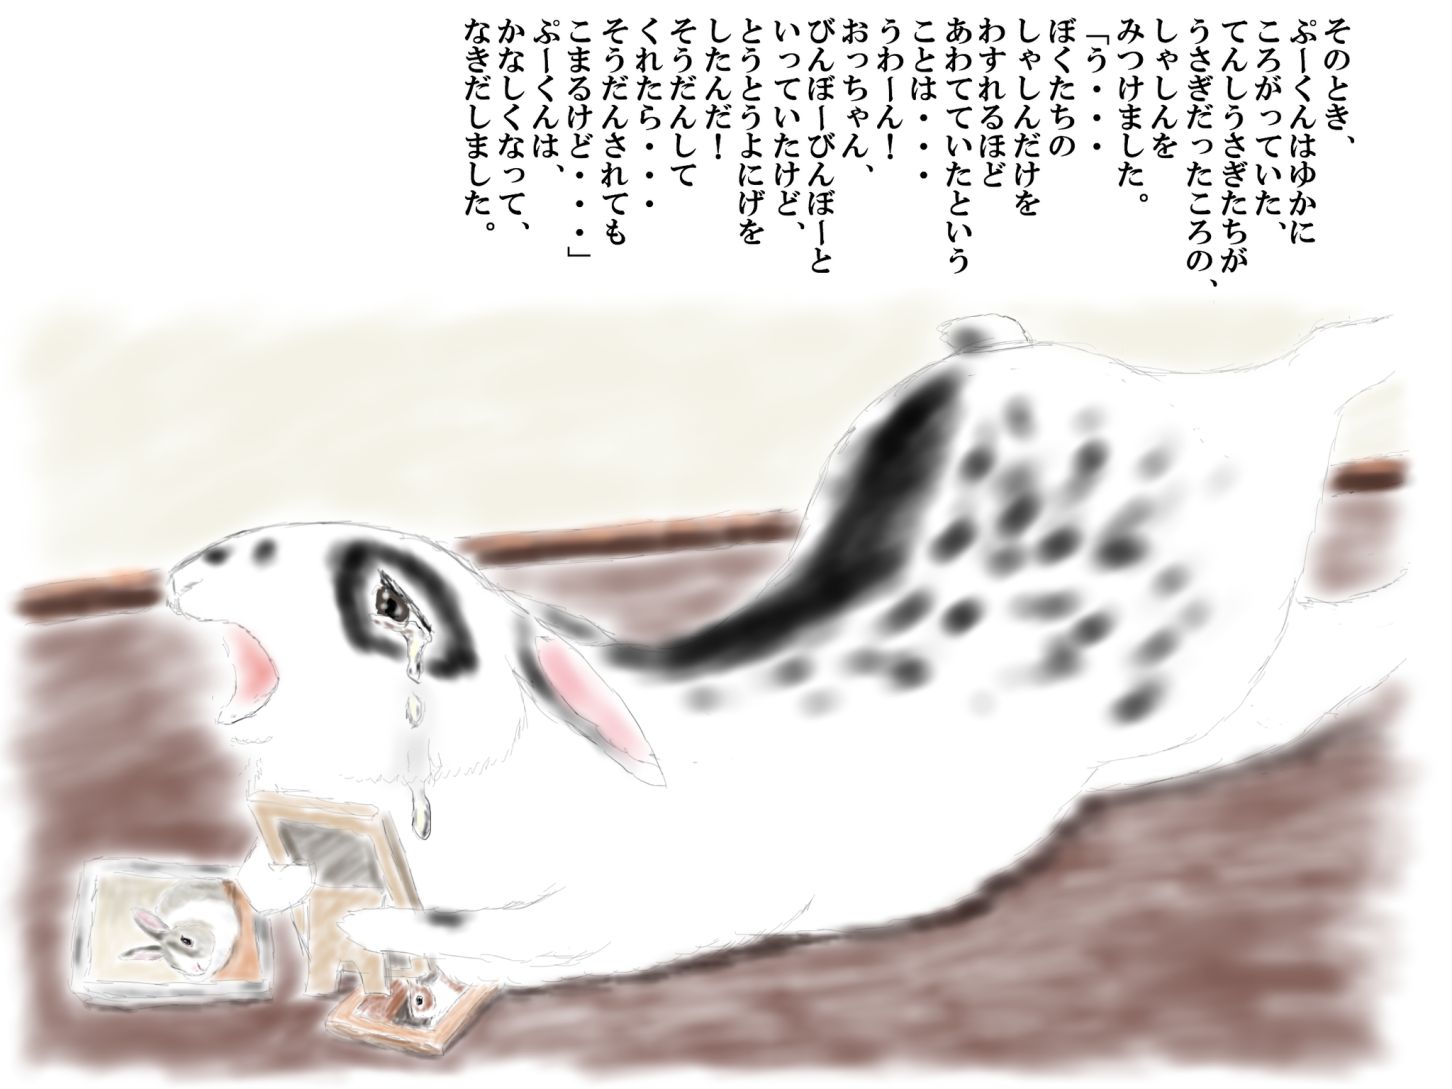 そのとき、
ぷーくんはゆかに
ころがっていた、
てんしうさぎたちが
うさぎだったころの、
しゃしんを
みつけました。
「う・・・
ぼくたちの
しゃしんだけを
わすれるほど
あわてていたという
ことは・・・
うわーん！
おっちゃん、
びんぼーびんぼーと
いっていたけど、
とうとうよにげを
したんだ！
そうだんして
くれたら・・・
そうだんされても
こまるけど・・・」
ぷーくんは、
かなしくなって、
なきだしました。